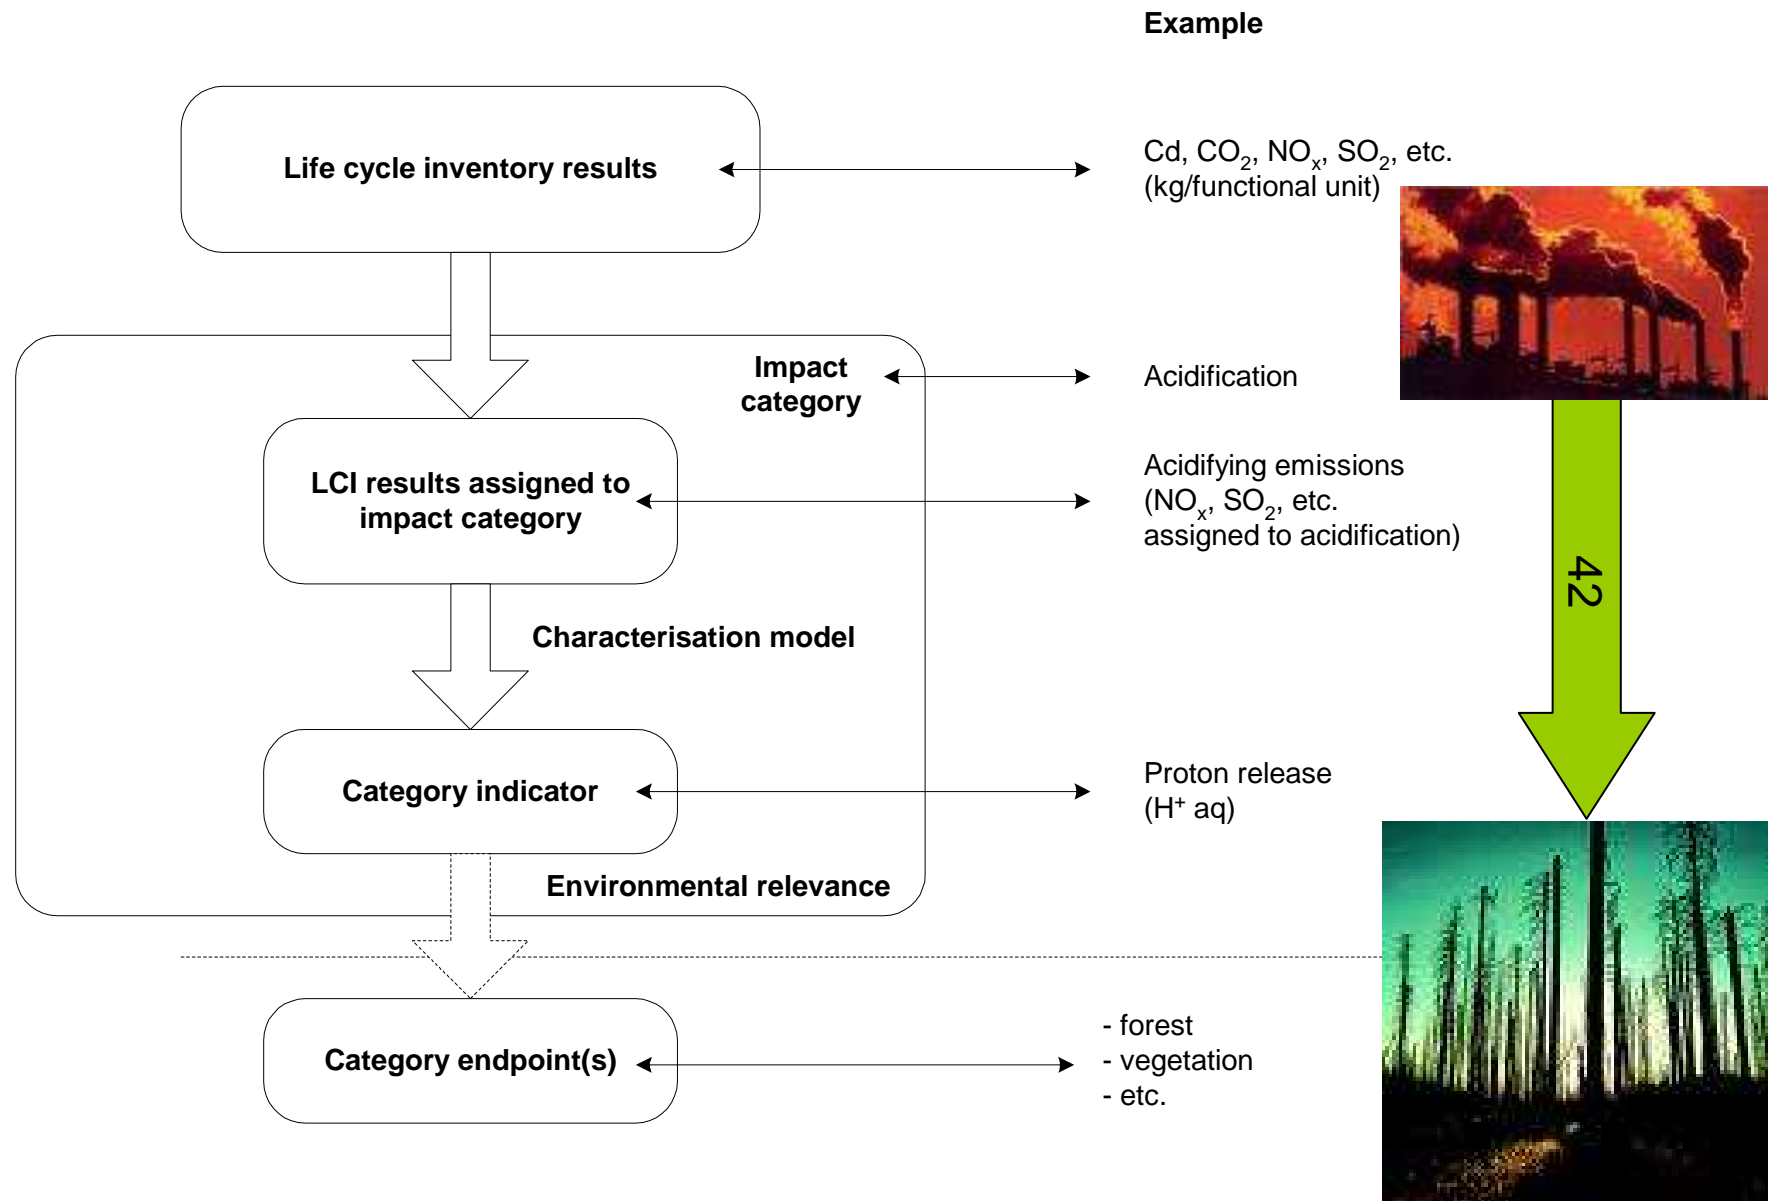 Example
Life cycle inventory results
Cd, CO₂, NOₓ, SO₂, etc.
(kg/functional unit)
Impact
category
Acidification
LCI results assigned to
impact category
Acidifying emissions
(NOₓ, SO₂, etc.
assigned to acidification)
42
Characterisation model
Category indicator
Proton release
(H⁺ aq)
Environmental relevance
Category endpoint(s)
- forest
- vegetation
- etc.